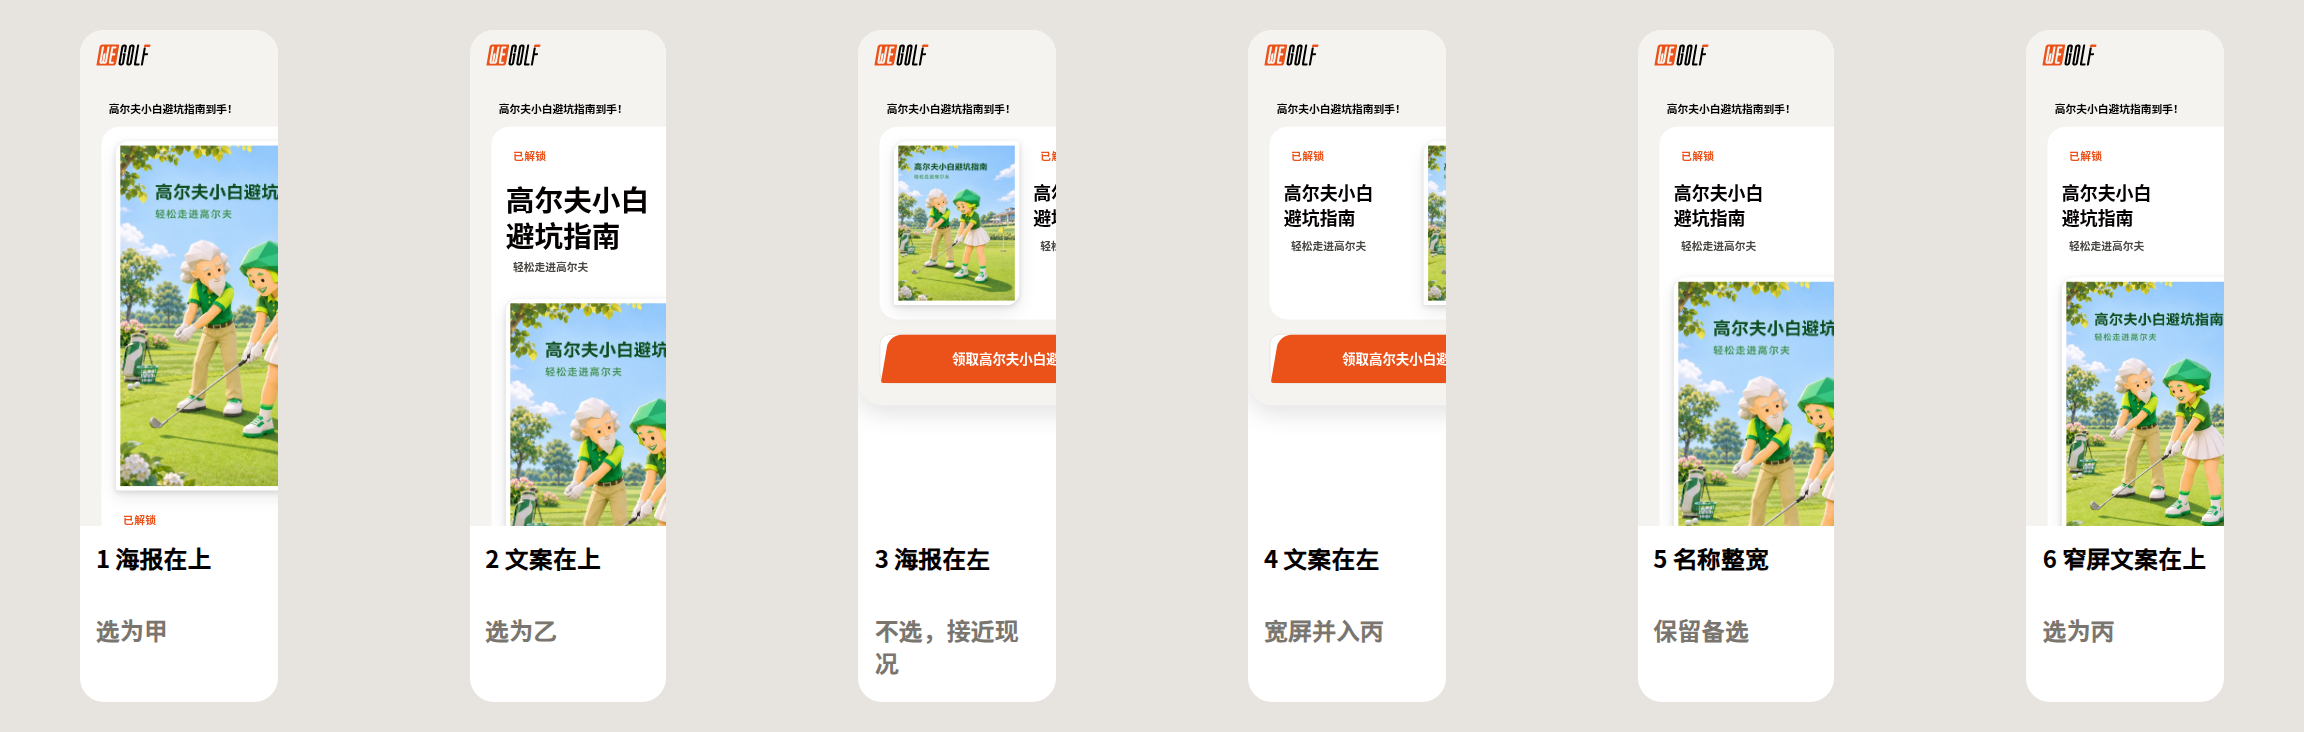 WEGOLF
高尔夫小白避坑指南到手!
高尔夫小白避坑
轻松走进高尔夫
已解锁
1 海报在上
选为甲
WEGOLF
高尔夫小白避坑指南到手!
已解锁
高尔夫小白
避坑指南
轻松走进高尔夫
高尔夫小白避坑
轻松走进高尔夫
2 文案在上
选为乙
WEGOLF
高尔夫小白避坑指南到手!
高尔夫小白避坑指南
轻松走进高尔夫
已
高
避
轻松
领取高尔夫小白避
3 海报在左
不选，接近现
况
WEGOLF
高尔夫小白避坑指南到手!
已解锁
高尔夫小白
避坑指南
轻松走进高尔夫
领取高尔夫小白避
4 文案在左
宽屏并入丙
WEGOLF
高尔夫小白避坑指南到手!
已解锁
高尔夫小白
避坑指南
轻松走进高尔夫
高尔夫小白避坑
轻松走进高尔夫
5 名称整宽
保留备选
WEGOLF
高尔夫小白避坑指南到手!
已解锁
高尔夫小白
避坑指南
轻松走进高尔夫
高尔夫小白避坑指南
轻松走进高尔夫
6 窄屏文案在上
选为丙